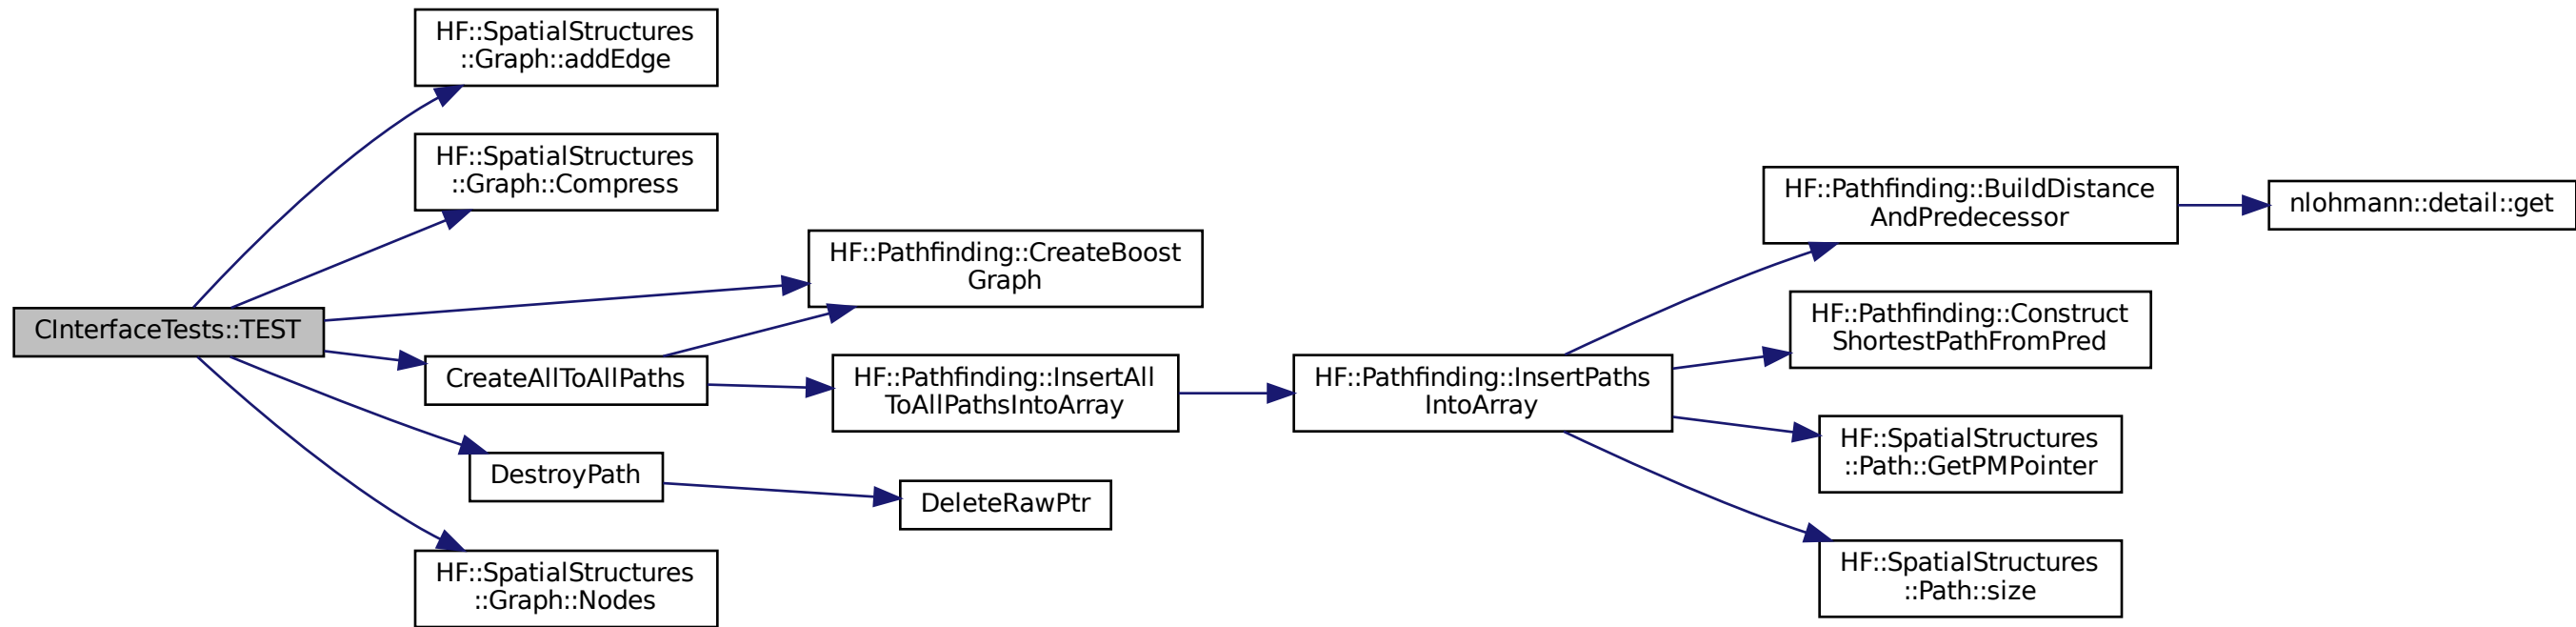 CInterfaceTests::TEST
HF::SpatialStructures
::Graph::addEdge
HF::SpatialStructures
::Graph::Compress
HF::Pathfinding::CreateBoost
Graph
CreateAllToAllPaths
HF::Pathfinding::InsertAll
ToAllPathsIntoArray
HF::Pathfinding::InsertPaths
IntoArray
HF::Pathfinding::BuildDistance
AndPredecessor
nlohmann::detail::get
HF::Pathfinding::Construct
ShortestPathFromPred
HF::SpatialStructures
::Path::GetPMPointer
HF::SpatialStructures
::Path::size
DestroyPath
DeleteRawPtr
HF::SpatialStructures
::Graph::Nodes